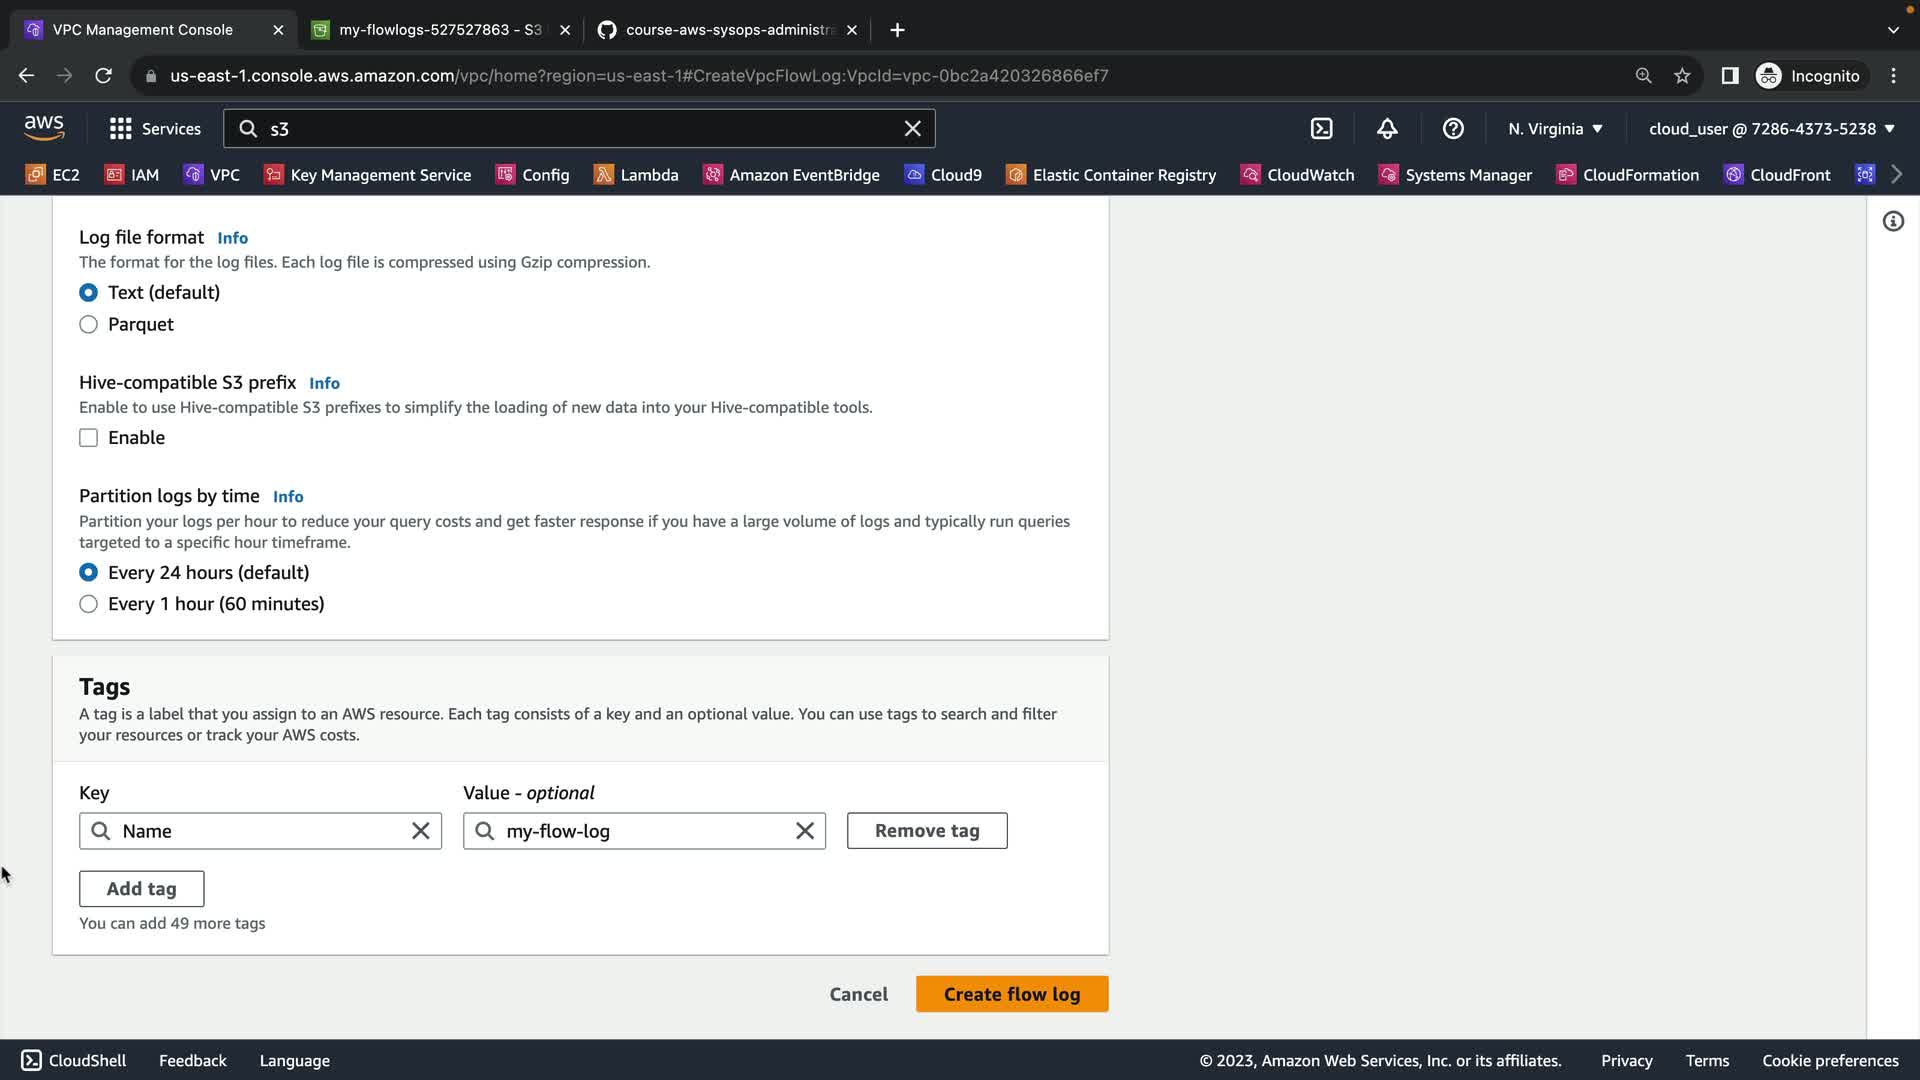 VPC Management Console
my-flowlogs-527527863 - S3
course-aws-sysops-administra
us-east-1.console.aws.amazon.com/vpc/home?region=us-east-1#CreateVpcFlowLog:VpcId=vpc-0bc2a420326866ef7
Incognito
aws
Services
s3
N. Virginia
cloud_user @ 7286-4373-5238
EC2
IAM
VPC
Key Management Service
Config
Lambda
Amazon EventBridge
Cloud9
Elastic Container Registry
CloudWatch
Systems Manager
CloudFormation
CloudFront
Log file format Info
The format for the log files. Each log file is compressed using Gzip compression.
Text (default)
Parquet
Hive-compatible S3 prefix Info
Enable to use Hive-compatible S3 prefixes to simplify the loading of new data into your Hive-compatible tools.
Enable
Partition logs by time Info
Partition your logs per hour to reduce your query costs and get faster response if you have a large volume of logs and typically run queries
targeted to a specific hour timeframe.
Every 24 hours (default)
Every 1 hour (60 minutes)
Tags
A tag is a label that you assign to an AWS resource. Each tag consists of a key and an optional value. You can use tags to search and filter
your resources or track your AWS costs.
Key
Value - optional
Name
my-flow-log
Remove tag
Add tag
You can add 49 more tags
Cancel
Create flow log
CloudShell
Feedback
Language
© 2023, Amazon Web Services, Inc. or its affiliates.
Privacy
Terms
Cookie preferences